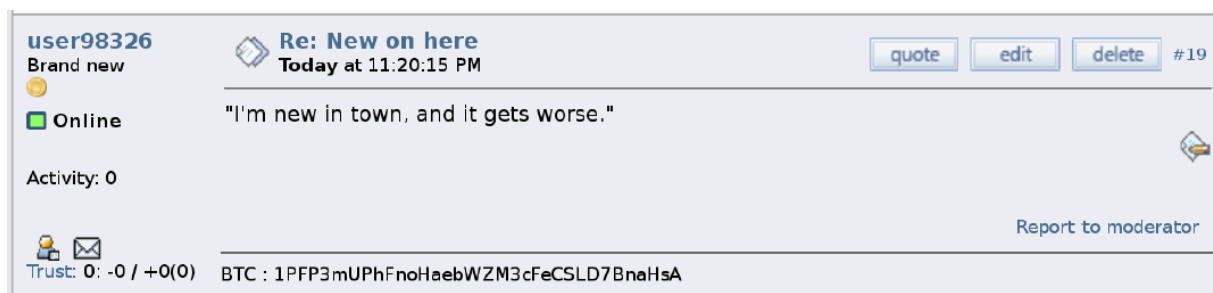 user98326
Brand new
Online
Activity: 0
Trust: 0: -0 / +0(0)
Re: New on here
Today at 11:20:15 PM
quote edit delete #19
"I'm new in town, and it gets worse."
Report to moderator
BTC : 1PFP3mUPhFnoHaebWZM3cFeCSLD7BnaHsA